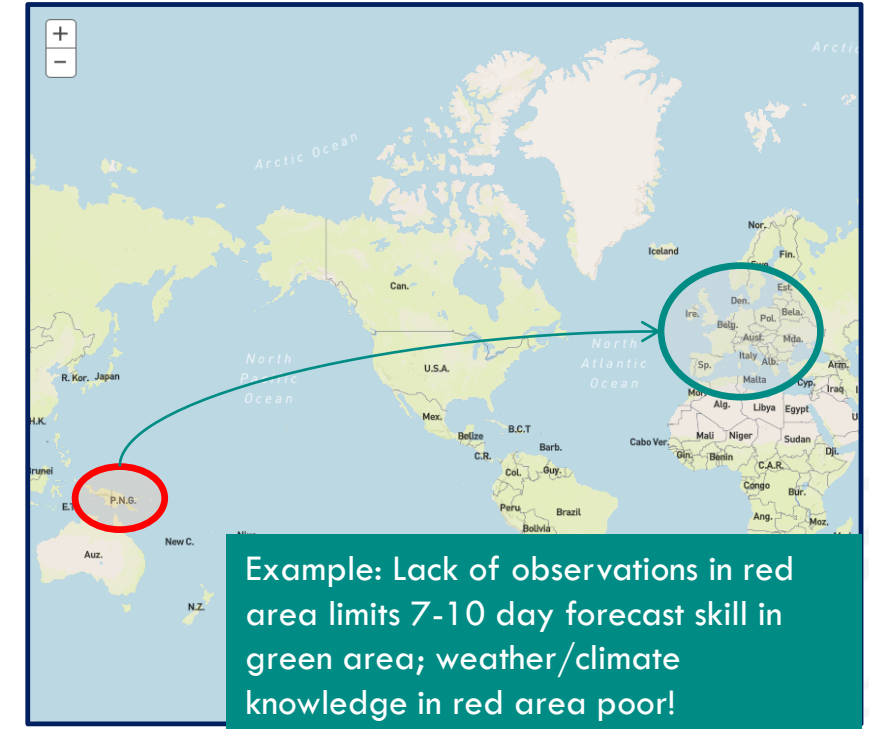 +
−
Arctic
Arctic Ocean
Nor.
Iceland
Fin.
Swe.
Can.
Est.
Den.
Ire.
Bela.
Pol.
Belg.
Aust.
Mda.
North
Atlantic
Ocean
Italy
Alb.
Sp.
Malta
Arm.
Cyp.
Iraq
North
Pacific
Ocean
U.S.A.
R. Kor.
Japan
Mor.
Alg.
Libya
Egypt
H.K.
Mex.
B.C.T
Belize
Barb.
C.R.
Cabo Ver.
Mali
Niger
Sudan
Dji.
Gin.
Benin
C.A.R.
Col.
Guy.
Congo
Bur.
runei
P.N.G.
E.T
Peru
Brazil
Ang.
Moz.
Bolivia
New C.
Auz.
N.Z.
Example: Lack of observations in red
area limits 7-10 day forecast skill in
green area; weather/climate
knowledge in red area poor!